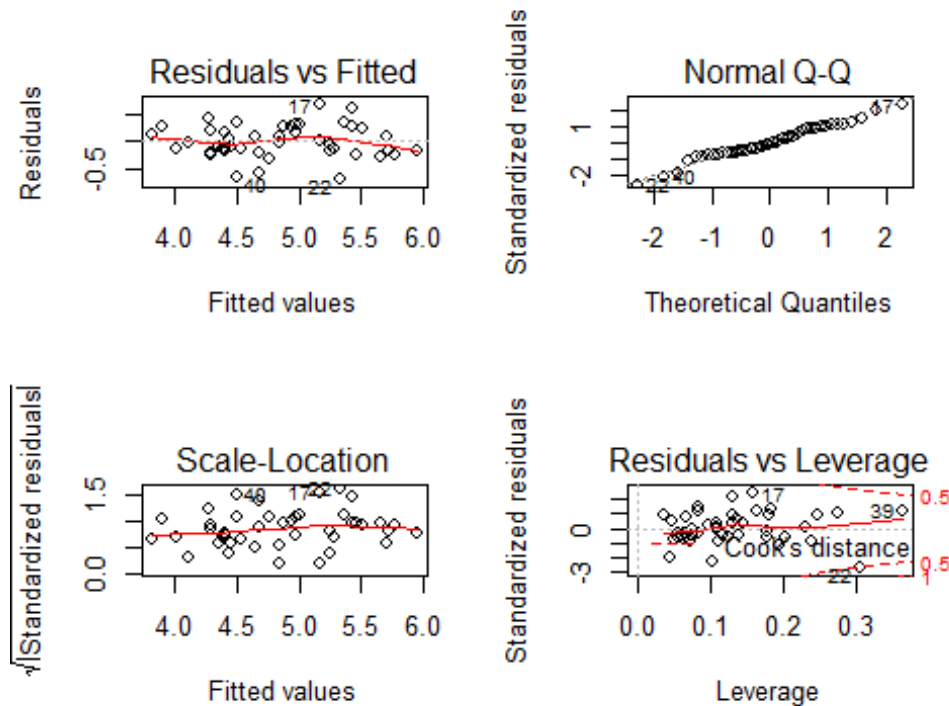 Residuals vs Fitted
Residuals
-0.5
17
40
22
4.0 4.5 5.0 5.5 6.0
Fitted values
Normal Q-Q
Standardized residuals
1
-2
17
40
22
-2 -1 0 1 2
Theoretical Quantiles
Scale-Location
√|Standardized residuals|
1.5
0.0
40
17
22
4.0 4.5 5.0 5.5 6.0
Fitted values
Residuals vs Leverage
Standardized residuals
0
-3
17
39
22
Cook's distance
0.5
0.5
1
0.0 0.1 0.2 0.3
Leverage